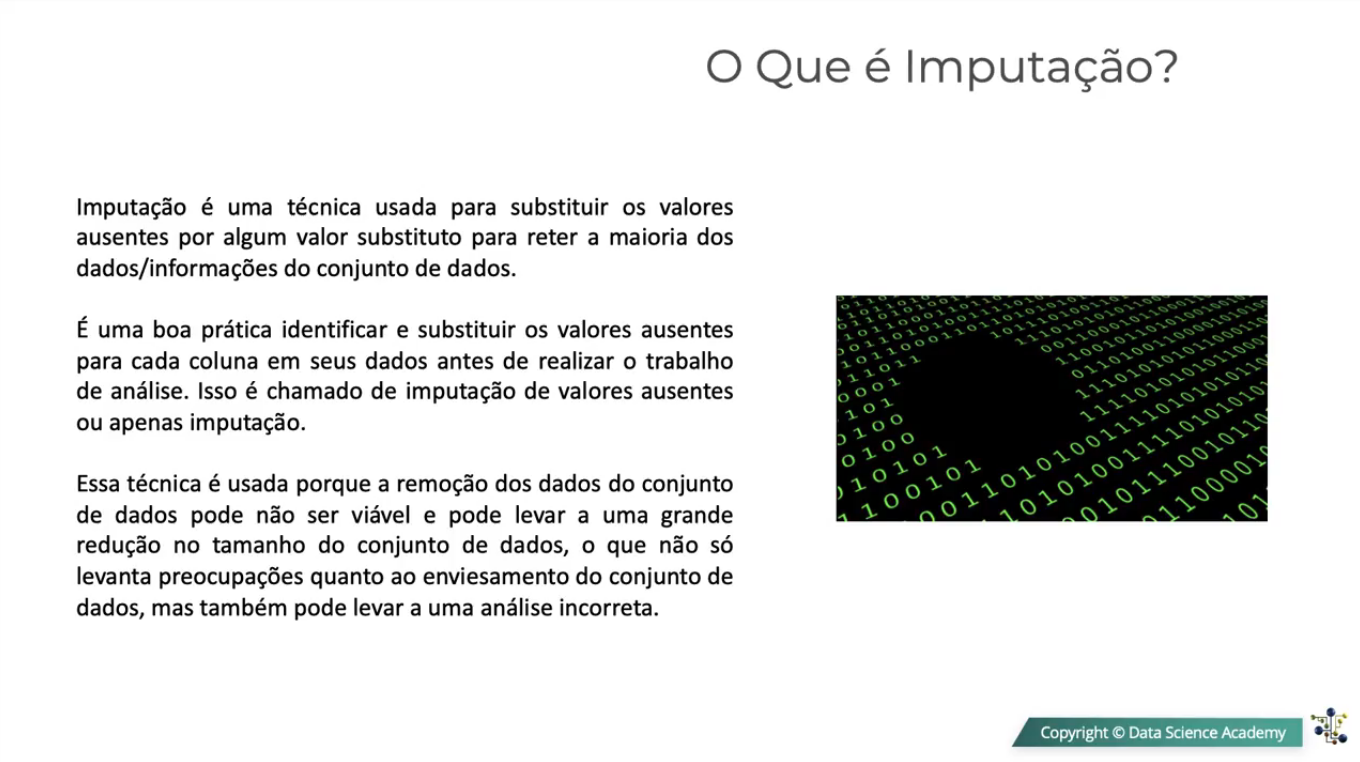 O Que é Imputação?
Imputação é uma técnica usada para substituir os valores
ausentes por algum valor substituto para reter a maioria dos
dados/informações do conjunto de dados.
É uma boa prática identificar e substituir os valores ausentes
para cada coluna em seus dados antes de realizar o trabalho
de análise. Isso é chamado de imputação de valores ausentes
ou apenas imputação.
Essa técnica é usada porque a remoção dos dados do conjunto
de dados pode não ser viável e pode levar a uma grande
redução no tamanho do conjunto de dados, o que não só
levanta preocupações quanto ao enviesamento do conjunto de
dados, mas também pode levar a uma análise incorreta.
Copyright © Data Science Academy